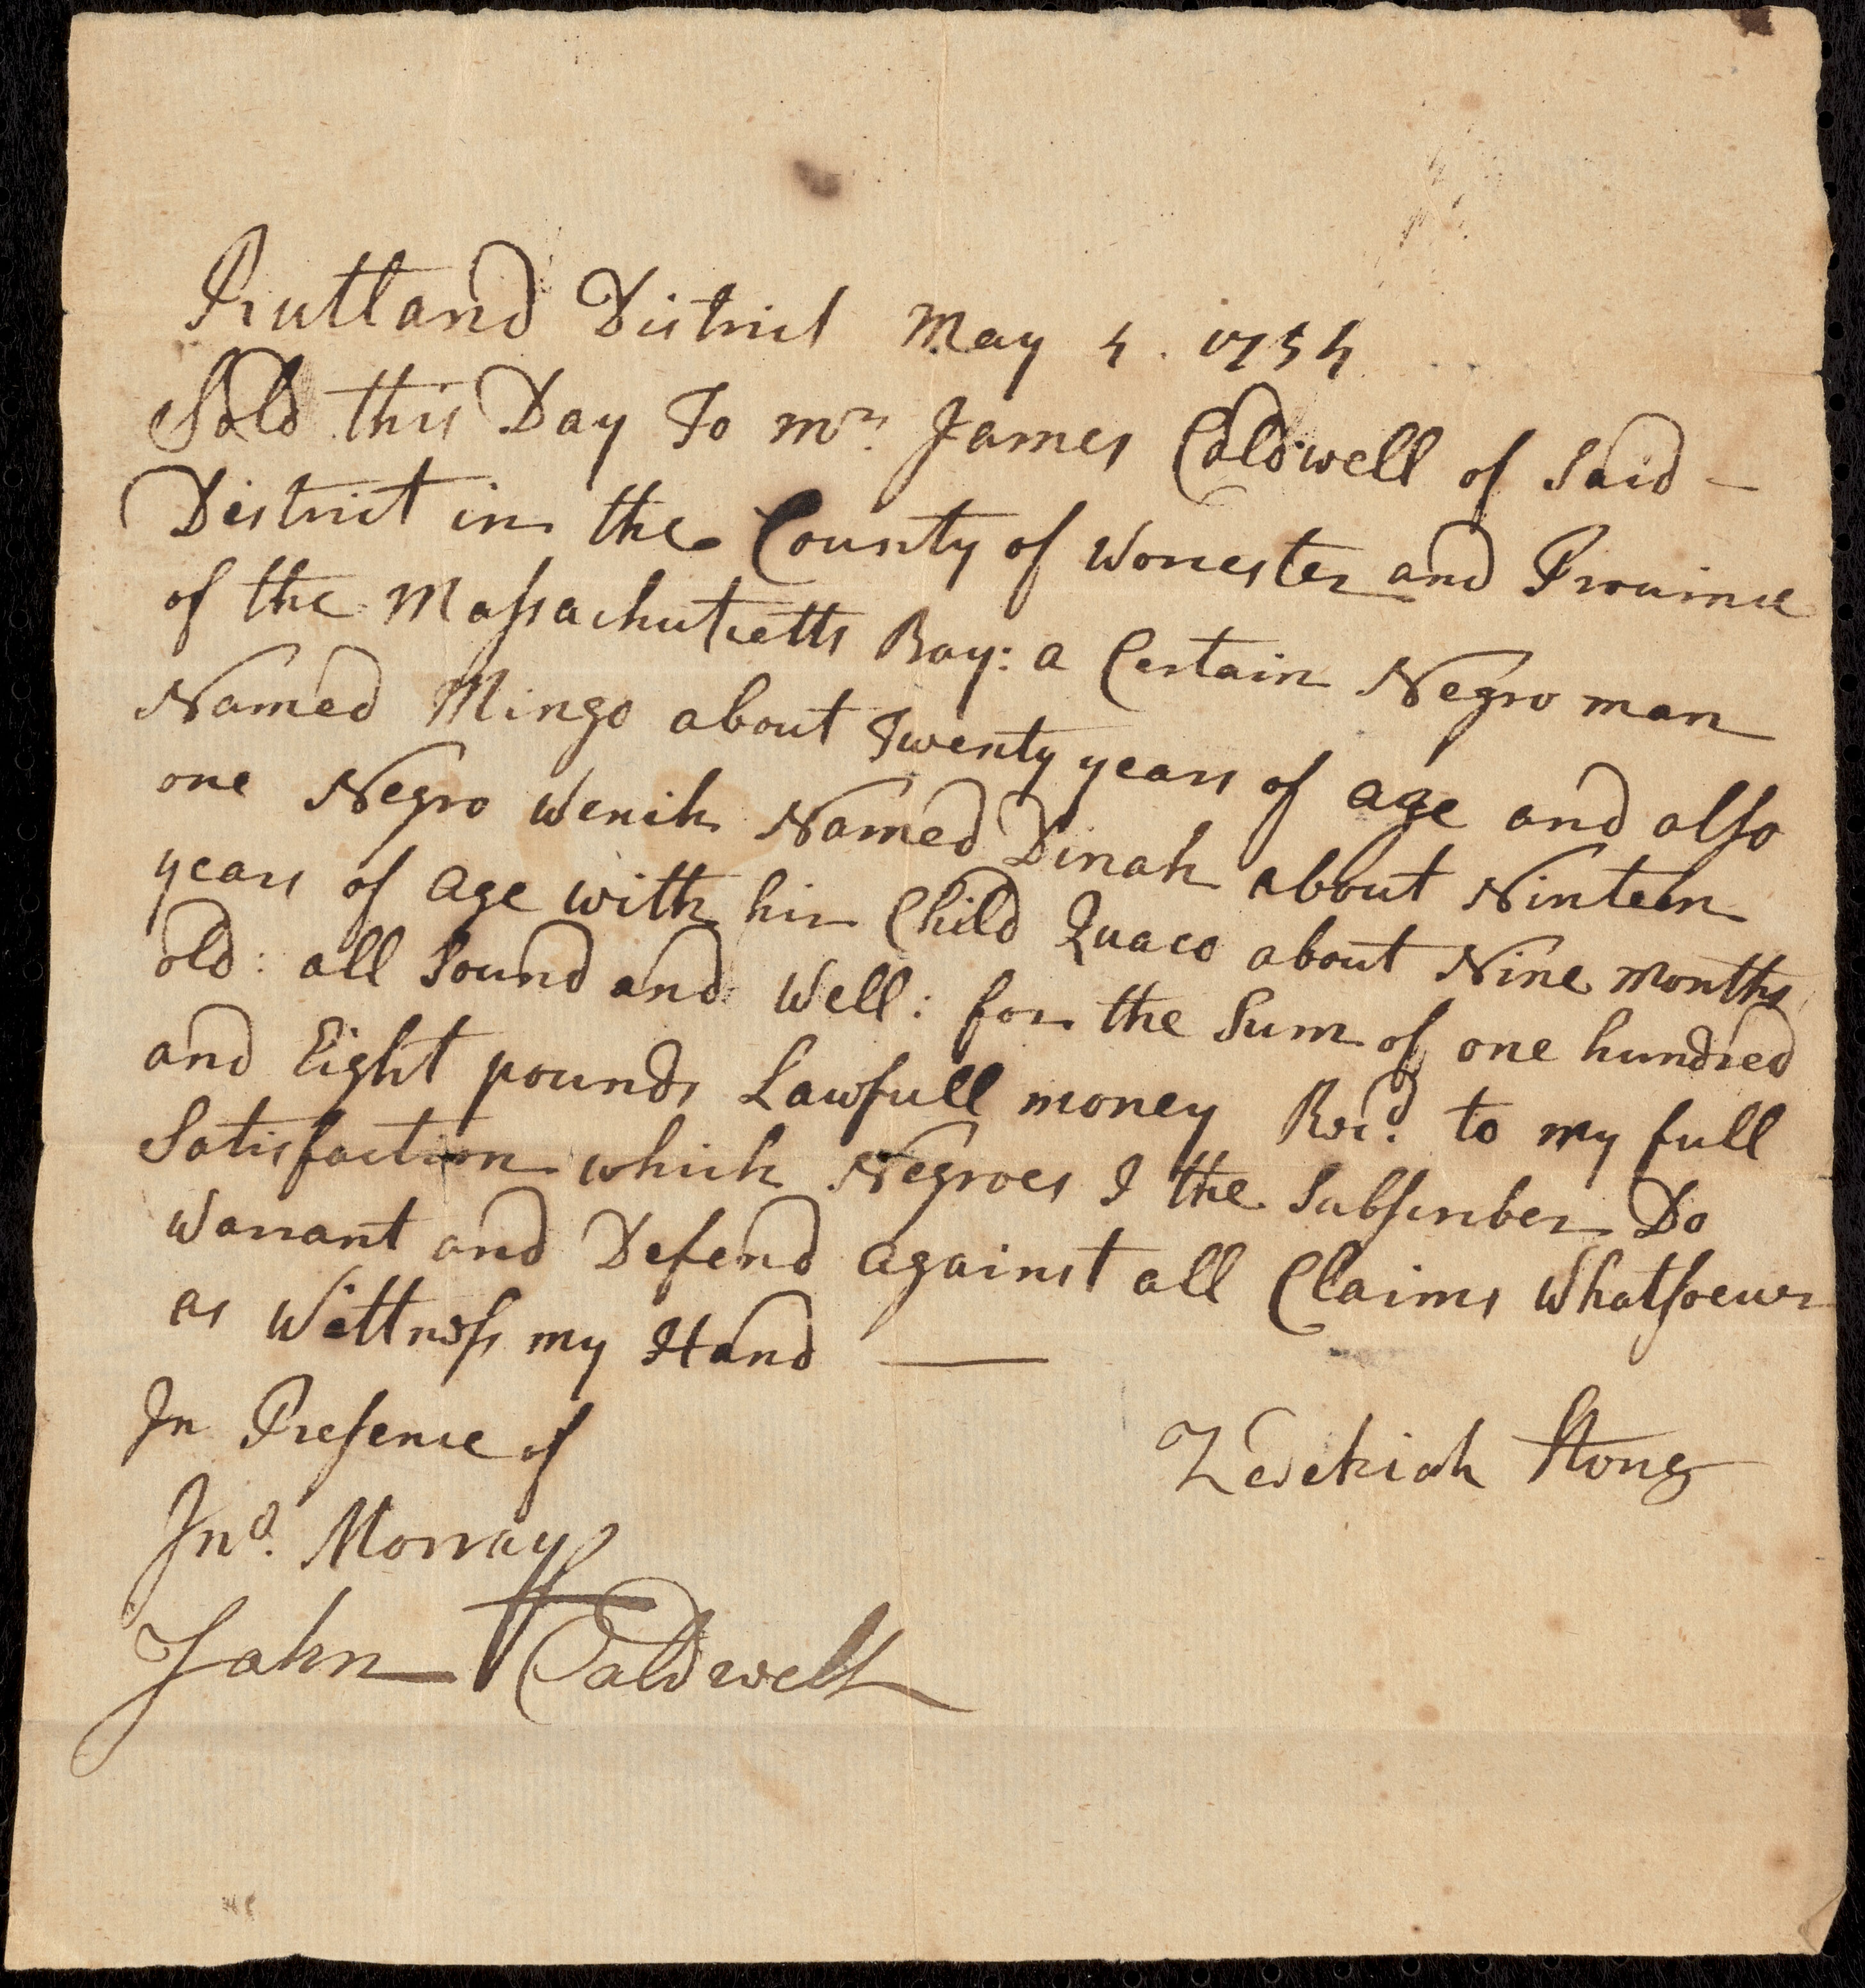 Rutland District May 4. 1754
Sold this Day To Mr. James Caldwell of Said –
District in the County of Worcester and Province
of the Massachutsetts Bay: a Certain Negro man
Named Mingo about Twenty years of age and also
one Negro Wench Named Dinah about Ninteen
years of age with her Child Quaco about Nine months
old: all Sound and Well: for the Sum of one hundred
and Eight pounds Lawfull money Recd. to my full
Satisfaction which Negroes I the Subscriber Do
Warrant and Defend against all Claims Whatsoever
as Wittness my Hand —
In Presence of
Zedekiah Stone
Jno. Morray
John Caldwell